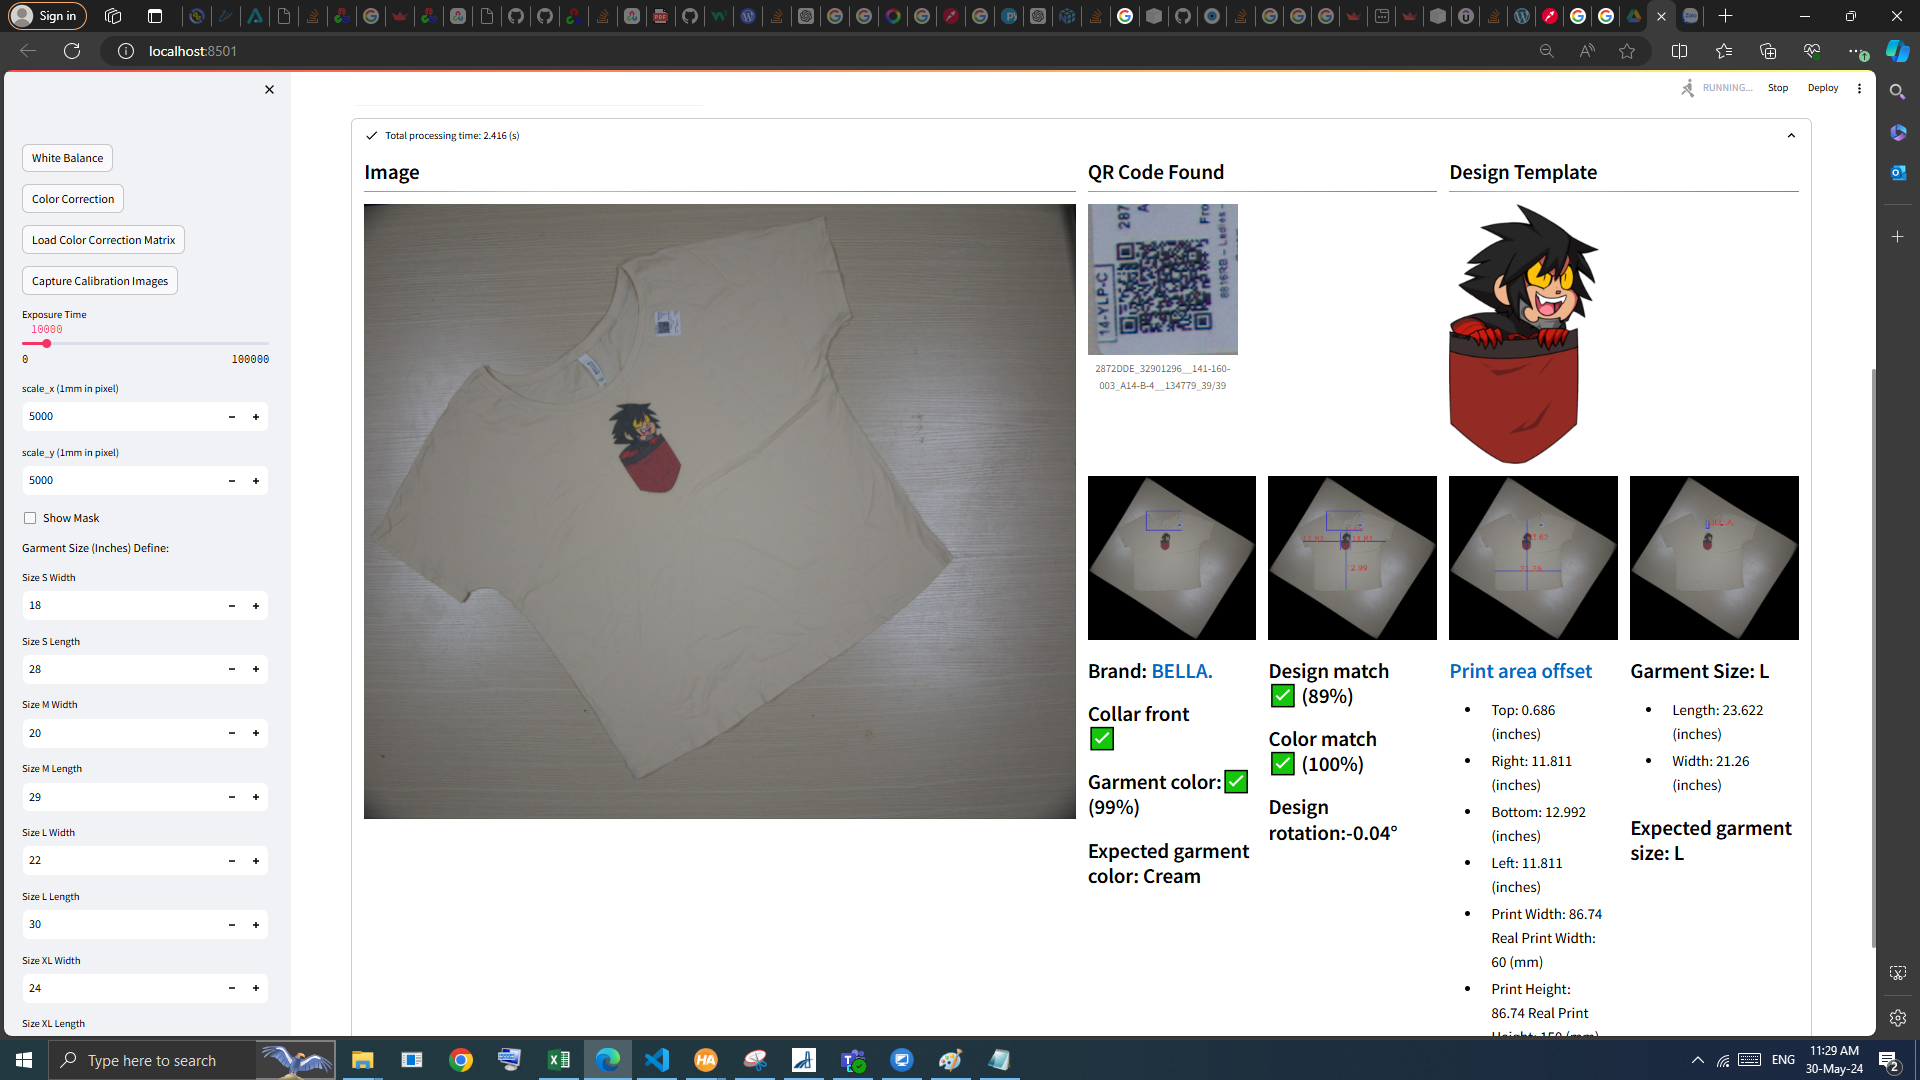 Sign in
localhost:8501
RUNNING...
Stop
Deploy
White Balance
Color Correction
Load Color Correction Matrix
Capture Calibration Images
Exposure Time
10000
0
100000
scale_x (1mm in pixel)
5000
scale_y (1mm in pixel)
5000
Show Mask
Garment Size (Inches) Define:
Size S Width
18
Size S Length
28
Size M Width
20
Size M Length
29
Size L Width
22
Size L Length
30
Size XL Width
24
Size XL Length
Total processing time: 2.416 (s)
Image
QR Code Found
14-YLP-C
2872DDE_32901296__141-160-
003_A14-B-4__134779_39/39
Design Template
Brand: BELLA.
Collar front
Garment color:
(99%)
Expected garment
color: Cream
Design match
(89%)
Color match
(100%)
Design
rotation:-0.04°
Print area offset
Top: 0.686
(inches)
Right: 11.811
(inches)
Bottom: 12.992
(inches)
Left: 11.811
(inches)
Print Width: 86.74
Real Print Width:
60 (mm)
Print Height:
86.74 Real Print
Height: 150 (mm)
Garment Size: L
Length: 23.622
(inches)
Width: 21.26
(inches)
Expected garment
size: L
Type here to search
ENG
11:29 AM
30-May-24
2